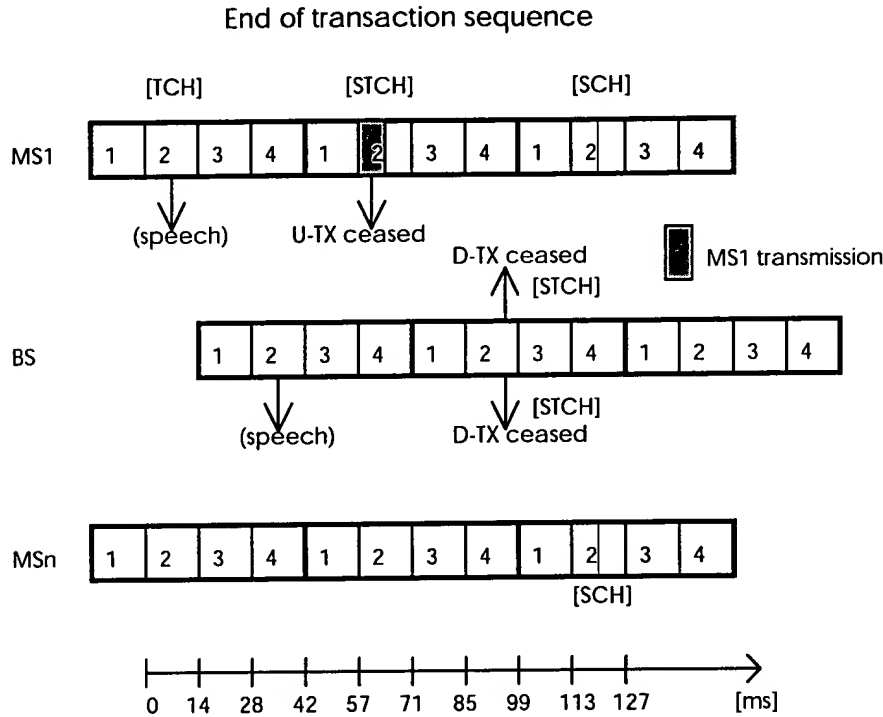 End of transaction sequence
[TCH] [STCH] [SCH]
MS1 1 2 3 4 1 2 3 4 1 2 3 4
(speech) U-TX ceased
D-TX ceased
[STCH]
MS1 transmission
BS 1 2 3 4 1 2 3 4 1 2 3 4
[STCH]
(speech) D-TX ceased
MSn 1 2 3 4 1 2 3 4 1 2 3 4
[SCH]
0 14 28 42 57 71 85 99 113 127 [ms]